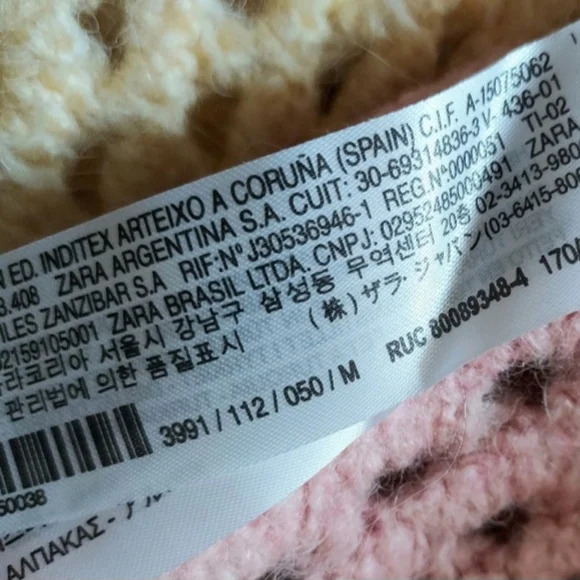 ED. INDITEX ARTEIXO A CORUÑA (SPAIN) C.I.F. A-15075062
.408 ZARA ARGENTINA S.A. CUIT: 30-69314836-3 V- 436-01
ILES ZANZIBAR S.A RIF:Nº J30536946-1 REG.Nº0000051 TI-02
02159105001 ZARA BRASIL LTDA. CNPJ: 02952485000491 ZARA
라코리아 서울시 강남구 삼성동 무역센터 20층 02-3413-980
관리법에 의한 품질표시 (株)ザラ・ジャパン(03-6415-80
3991 / 112 / 050 / M RUC 80089348-4 170/
50038
ΑΛΠΑΚΑΣ -